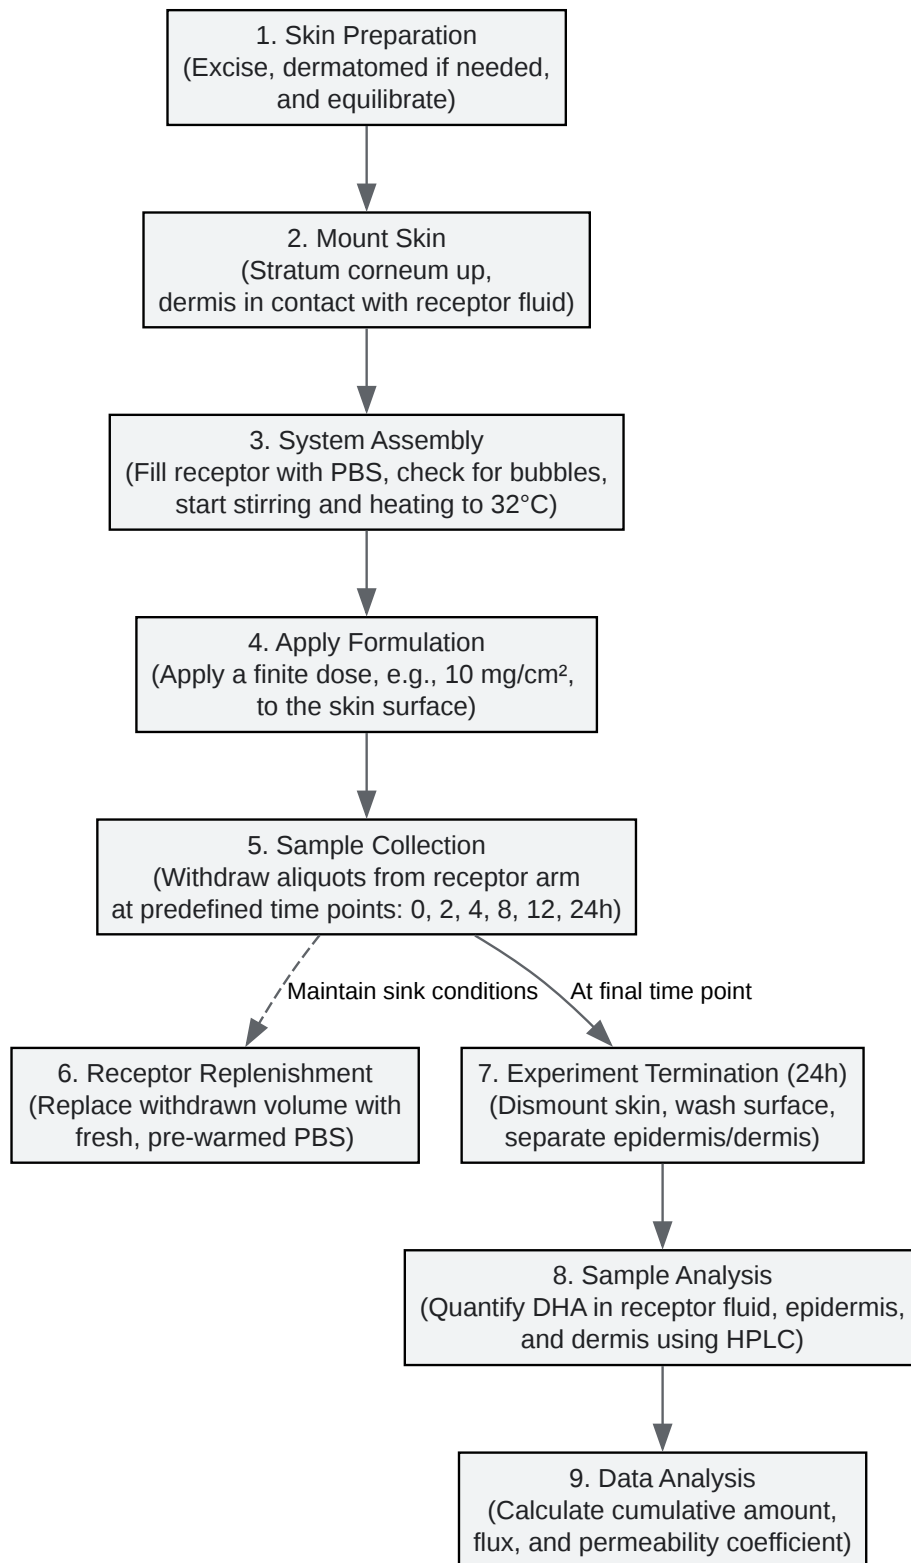 1. Skin Preparation
(Excise, dermatomed if needed,
and equilibrate)
2. Mount Skin
(Stratum corneum up,
dermis in contact with receptor fluid)
3. System Assembly
(Fill receptor with PBS, check for bubbles,
start stirring and heating to 32°C)
4. Apply Formulation
(Apply a finite dose, e.g., 10 mg/cm²,
to the skin surface)
5. Sample Collection
(Withdraw aliquots from receptor arm
at predefined time points: 0, 2, 4, 8, 12, 24h)
Maintain sink conditions
At final time point
6. Receptor Replenishment
(Replace withdrawn volume with
fresh, pre-warmed PBS)
7. Experiment Termination (24h)
(Dismount skin, wash surface,
separate epidermis/dermis)
8. Sample Analysis
(Quantify DHA in receptor fluid, epidermis,
and dermis using HPLC)
9. Data Analysis
(Calculate cumulative amount,
flux, and permeability coefficient)